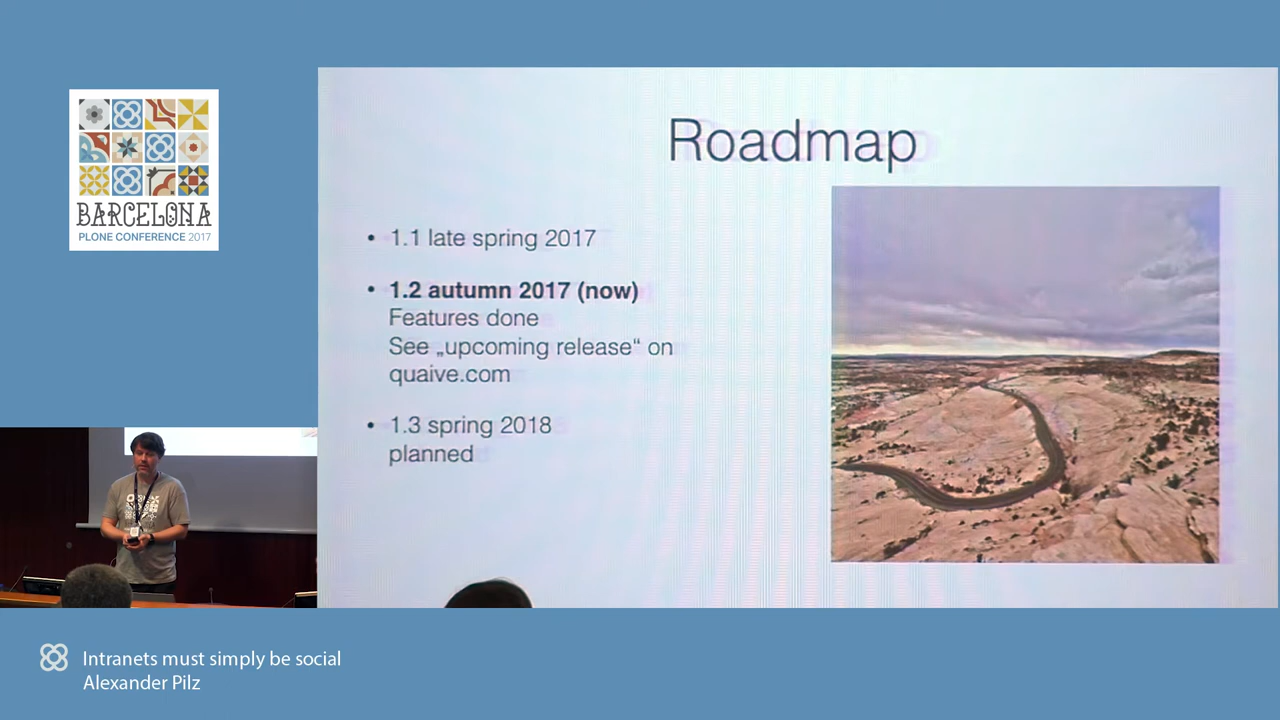 BARCELONA
PLONE CONFERENCE 2017
Roadmap
• 1.1 late spring 2017
• 1.2 autumn 2017 (now)
Features done
See „upcoming release“ on
quaive.com
• 1.3 spring 2018
planned
Intranets must simply be social
Alexander Pilz